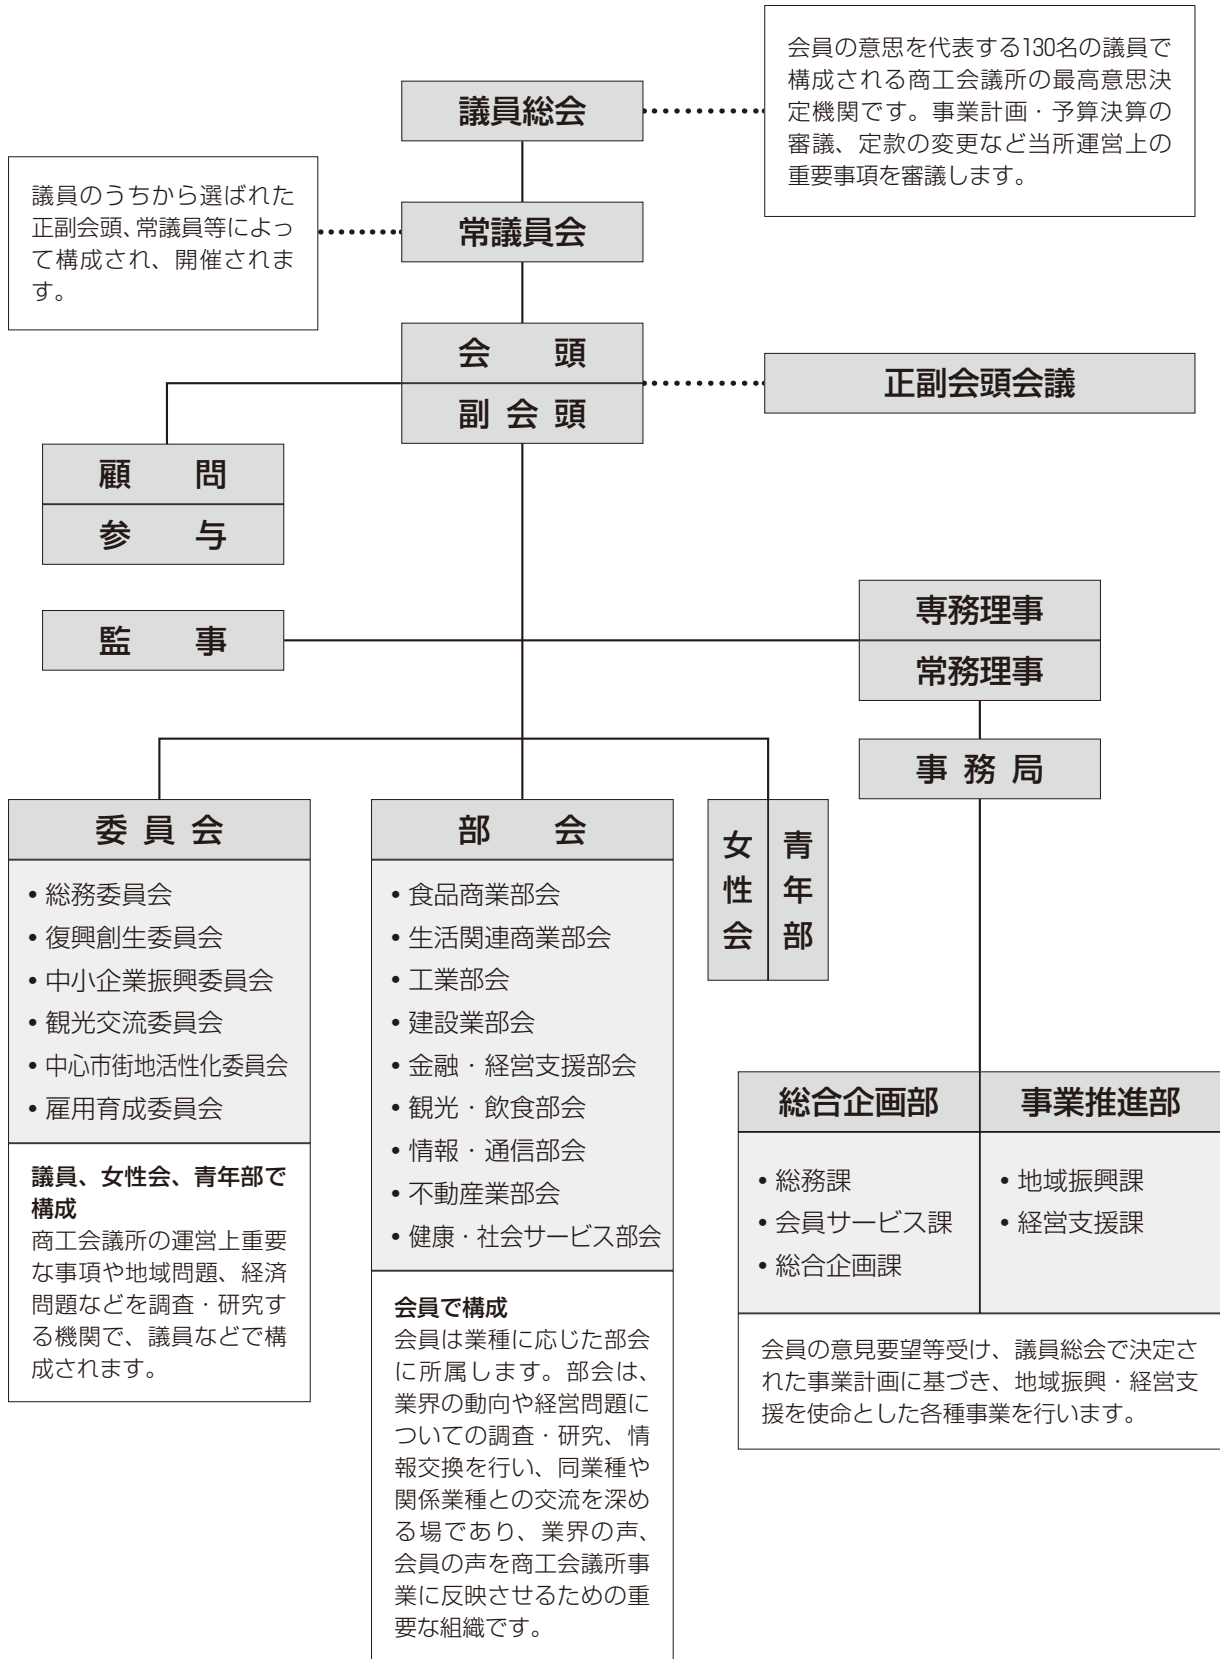 会員の意思を代表する130名の議員で
構成される商工会議所の最高意思決
定機関です。事業計画・予算決算の
審議、定款の変更など当所運営上の
重要事項を審議します。
議員総会
議員のうちから選ばれた
正副会頭、常議員等によっ
て構成され、開催されま
す。
常議員会
会頭
副会頭
正副会頭会議
顧問
参与
監事
専務理事
常務理事
事務局
委員会
・総務委員会
・復興創生委員会
・中小企業振興委員会
・観光交流委員会
・中心市街地活性化委員会
・雇用育成委員会
議員、女性会、青年部で
構成
商工会議所の運営上重要
な事項や地域問題、経済
問題などを調査・研究す
る機関で、議員などで構
成されます。
部会
・食品商業部会
・生活関連商業部会
・工業部会
・建設業部会
・金融・経営支援部会
・観光・飲食部会
・情報・通信部会
・不動産業部会
・健康・社会サービス部会
会員で構成
会員は業種に応じた部会
に所属します。部会は、
業界の動向や経営問題に
ついての調査・研究、情
報交換を行い、同業種や
関係業種との交流を深め
る場であり、業界の声、
会員の声を商工会議所事
業に反映させるための重
要な組織です。
女性会
青年部
総合企画部
・総務課
・会員サービス課
・総合企画課
事業推進部
・地域振興課
・経営支援課
会員の意見要望等受け、議員総会で決定さ
れた事業計画に基づき、地域振興・経営支
援を使命とした各種事業を行います。